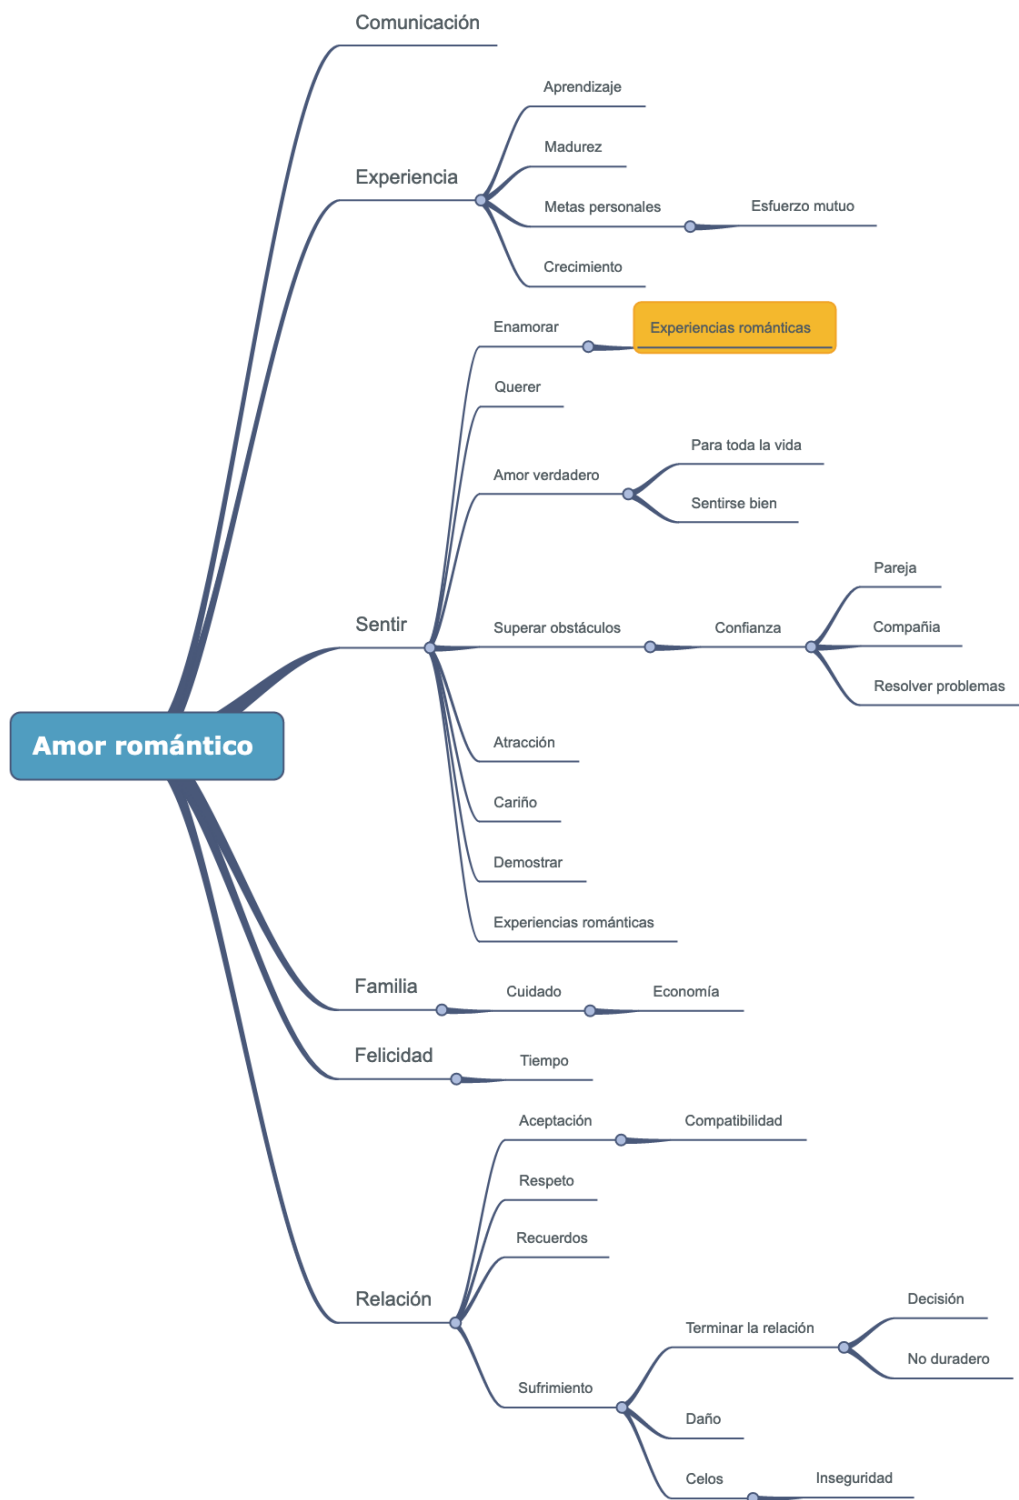 Comunicación
Aprendizaje
Madurez
Experiencia
Metas personales
Esfuerzo mutuo
Crecimiento
Enamorar
Experiencias románticas
Querer
Para toda la vida
Amor verdadero
Sentirse bien
Pareja
Sentir
Superar obstáculos
Confianza
Compañia
Resolver problemas
Amor romántico
Atracción
Cariño
Demostrar
Experiencias románticas
Familia
Cuidado
Economía
Felicidad
Tiempo
Aceptación
Compatibilidad
Respeto
Recuerdos
Relación
Decisión
Terminar la relación
No duradero
Sufrimiento
Daño
Celos
Inseguridad